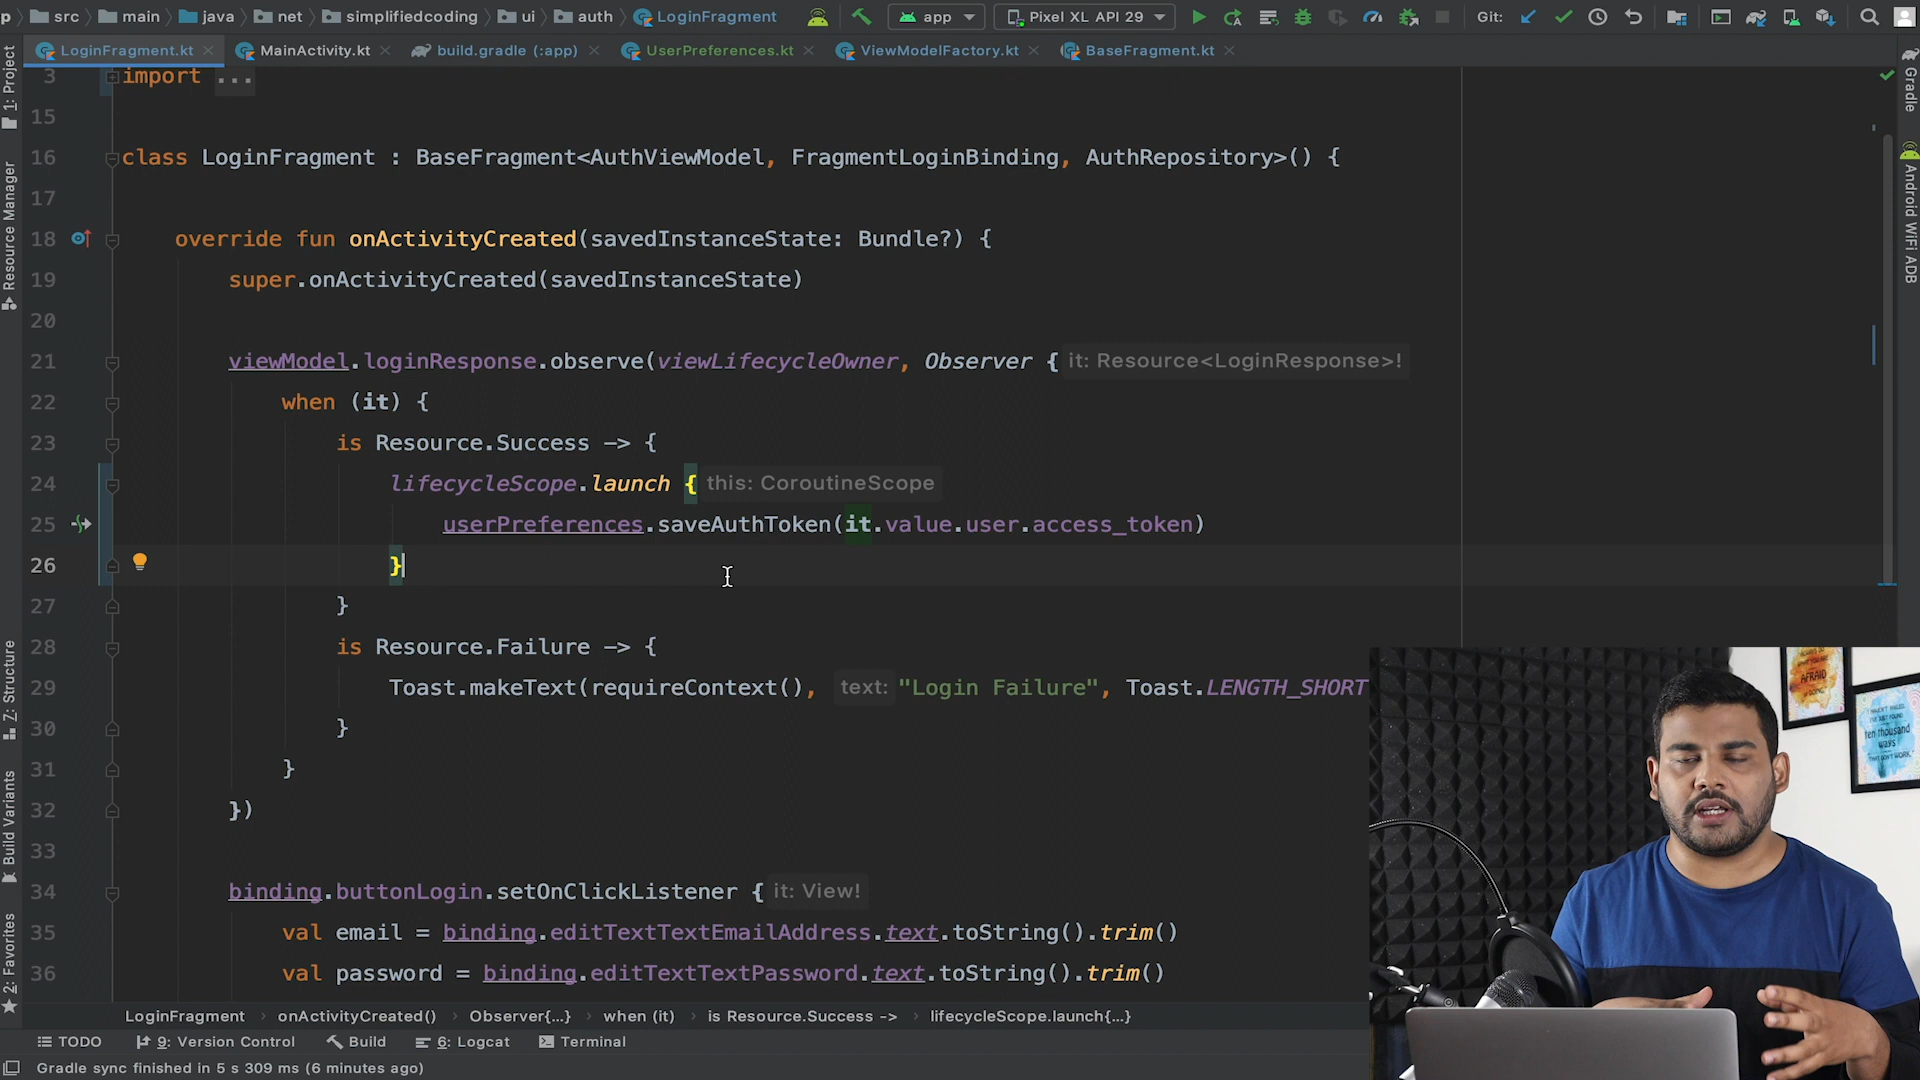 p src main java net simplifiedcoding ui auth LoginFragment app Pixel XL API 29 Git:
LoginFragment.kt MainActivity.kt build.gradle (:app) UserPreferences.kt ViewModelFactory.kt BaseFragment.kt
1: Project
Resource Manager
Z: Structure
Build Variants
2: Favorites
Gradle
Android WiFi ADB
3 import ...
15
16 class LoginFragment : BaseFragment<AuthViewModel, FragmentLoginBinding, AuthRepository>() {
17
18 override fun onActivityCreated(savedInstanceState: Bundle?) {
19 super.onActivityCreated(savedInstanceState)
20
21 viewModel.loginResponse.observe(viewLifecycleOwner, Observer { it: Resource<LoginResponse>!
22 when (it) {
23 is Resource.Success -> {
24 lifecycleScope.launch { this: CoroutineScope
25 userPreferences.saveAuthToken(it.value.user.access_token)
26 }
27 }
28 is Resource.Failure -> {
29 Toast.makeText(requireContext(), text: "Login Failure", Toast.LENGTH_SHORT
30 }
31 }
32 })
33
34 binding.buttonLogin.setOnClickListener { it: View!
35 val email = binding.editTextTextEmailAddress.text.toString().trim()
36 val password = binding.editTextTextPassword.text.toString().trim()
AFRAID
ten thousand
ways
LoginFragment › onActivityCreated() › Observer{...} › when (it) › is Resource.Success -> › lifecycleScope.launch{...}
TODO 9: Version Control Build 6: Logcat Terminal
Gradle sync finished in 5 s 309 ms (6 minutes ago)